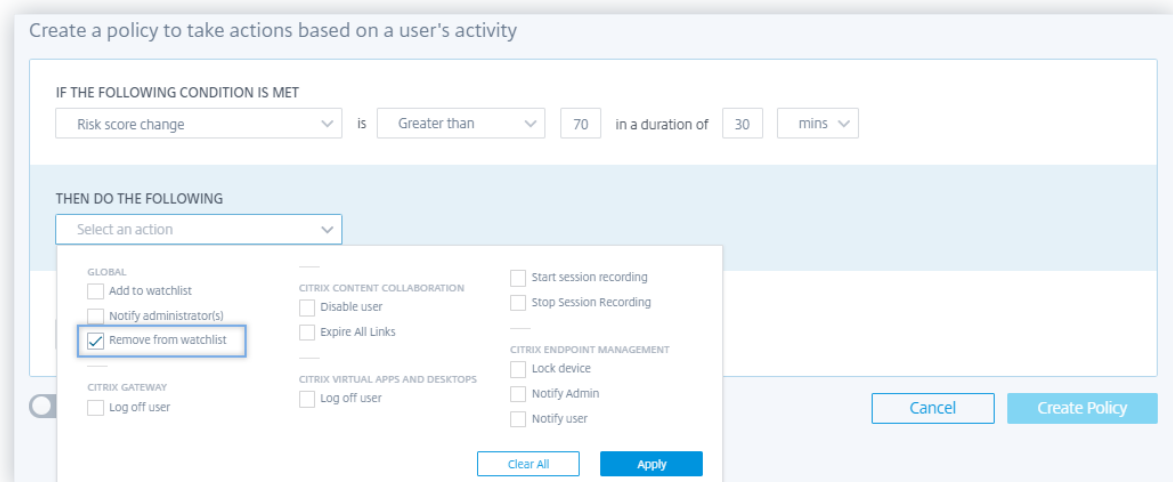 Create a policy to take actions based on a user's activity
IF THE FOLLOWING CONDITION IS MET
Risk score change is Greater than 70 in a duration of 30 mins
THEN DO THE FOLLOWING
Select an action
GLOBAL
Add to watchlist
Notify administrator(s)
Remove from watchlist
CITRIX GATEWAY
Log off user
CITRIX CONTENT COLLABORATION
Disable user
Expire All Links
CITRIX VIRTUAL APPS AND DESKTOPS
Log off user
Start session recording
Stop Session Recording
CITRIX ENDPOINT MANAGEMENT
Lock device
Notify Admin
Notify user
Clear All Apply
Cancel Create Policy